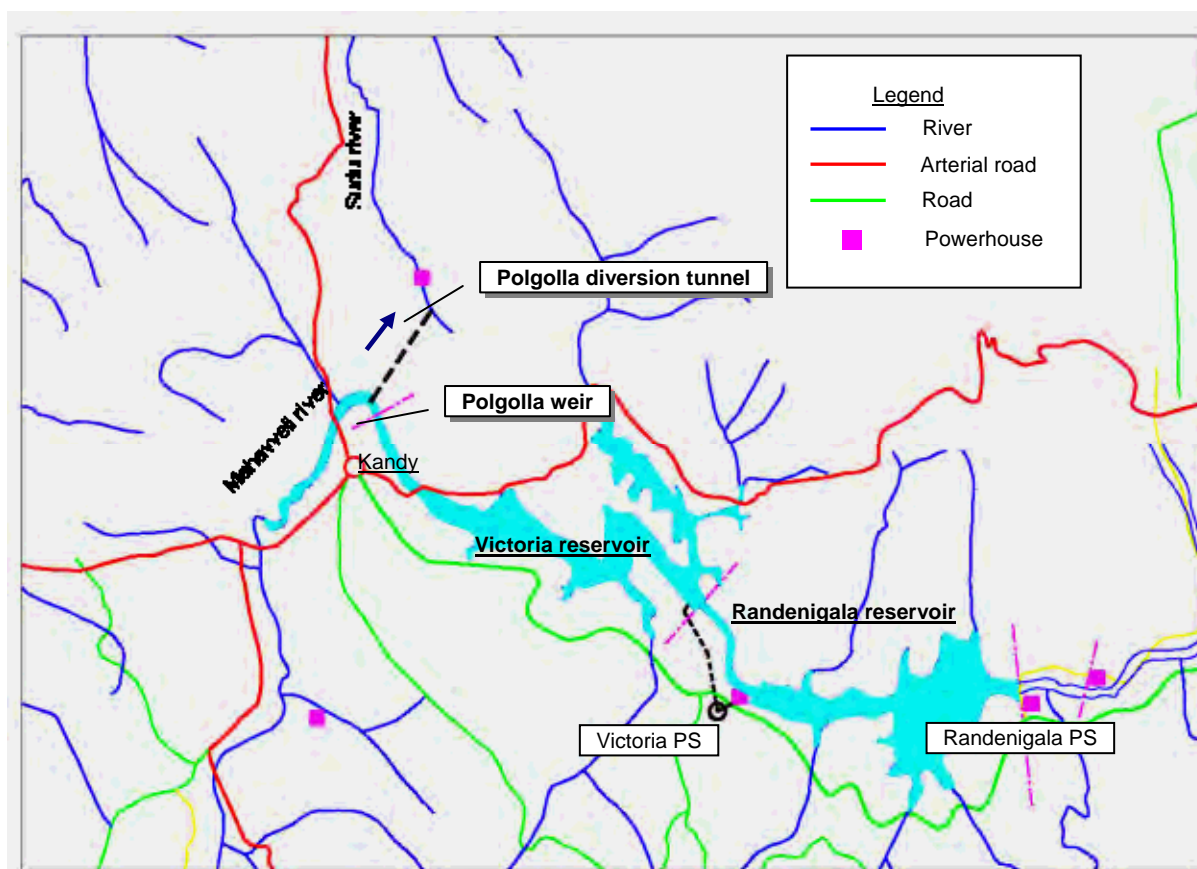 Legend
River
Arterial road
Road
Powerhouse
Sudu river
Polgolla diversion tunnel
Polgolla weir
Mahaweli river
Kandy
Victoria reservoir
Randenigala reservoir
Victoria PS
Randenigala PS